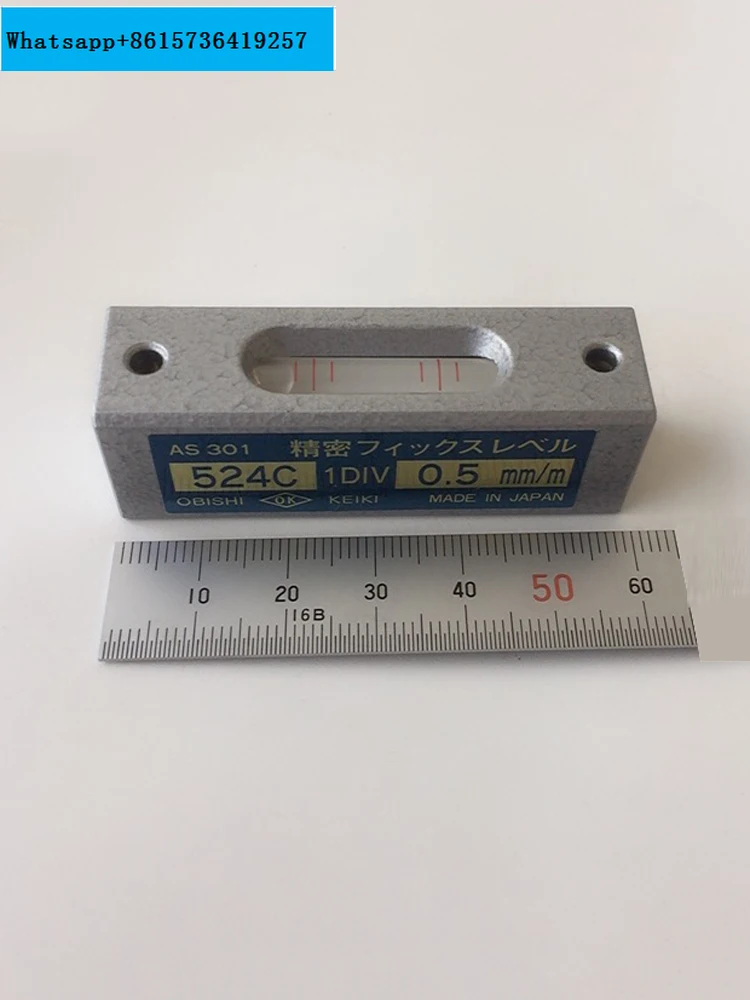 Whatsapp+8615736419257
AS 301 精密フィックスレベル
524C 1DIV 0.5 mm/m
OBISHI OK KEIKI MADE IN JAPAN
10 20 30 40 50 60
16B